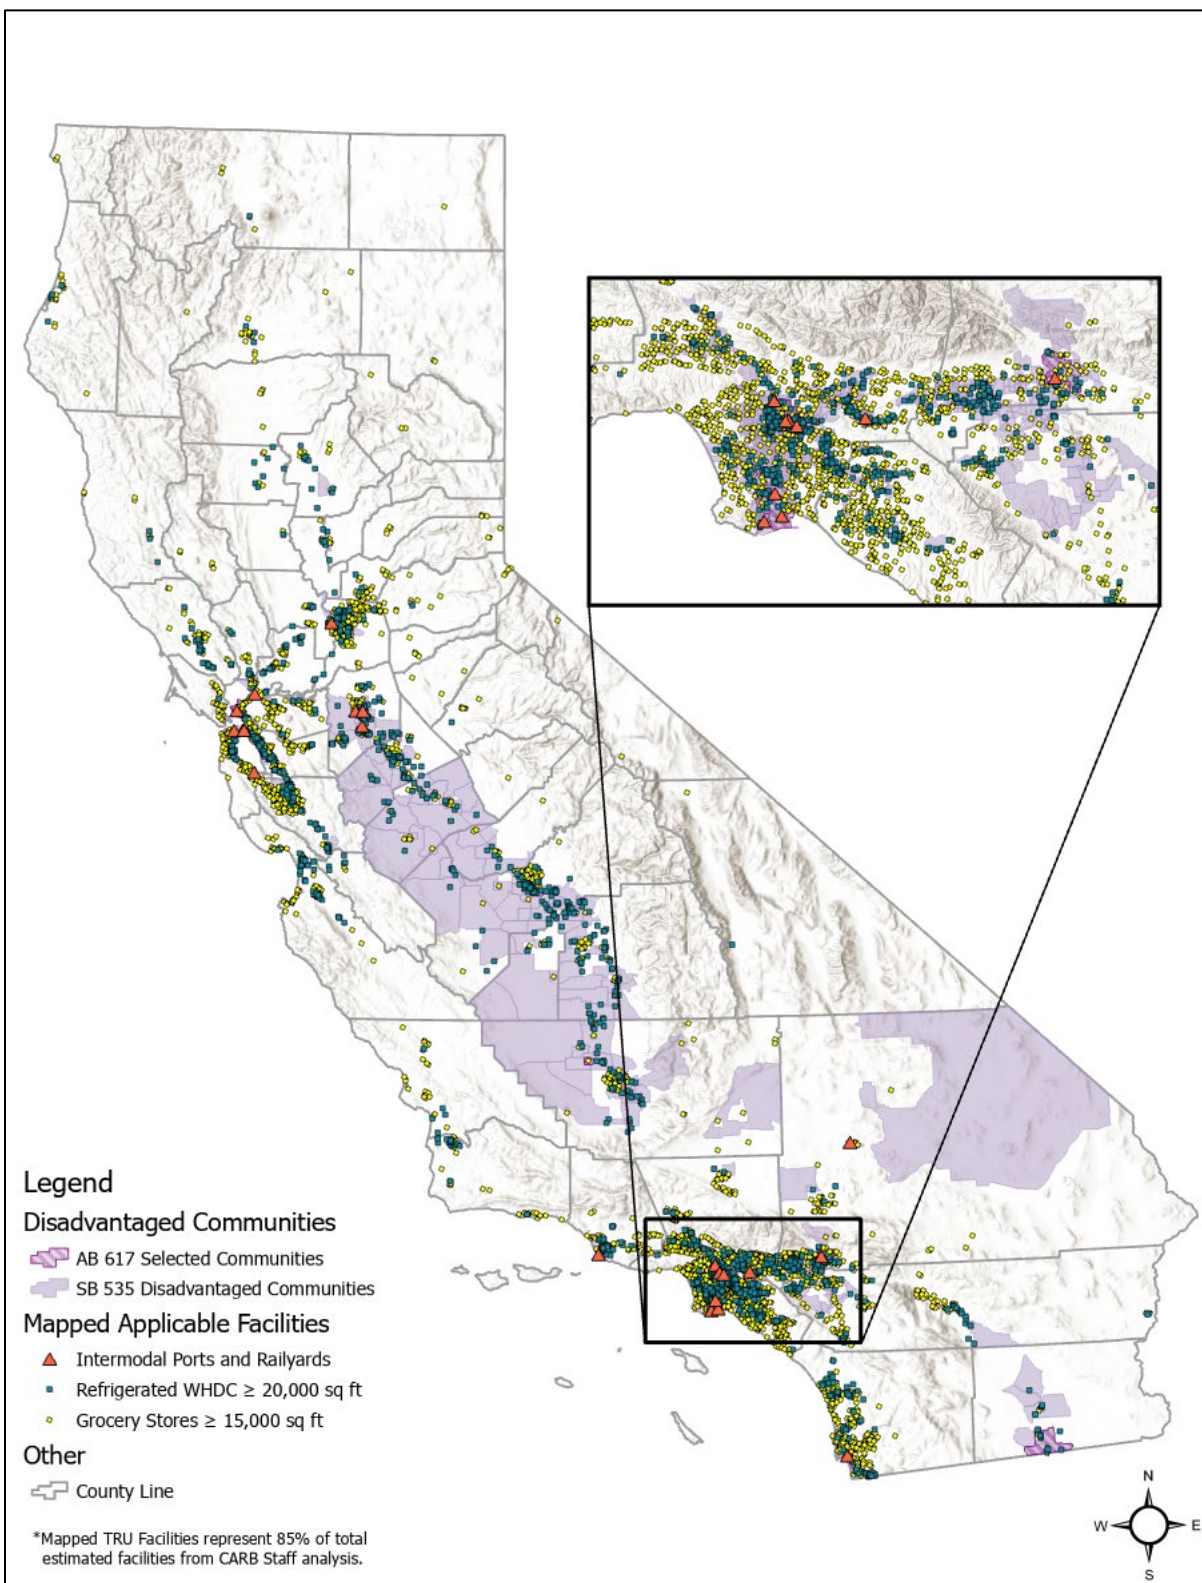 Legend
Disadvantaged Communities
AB 617 Selected Communities
SB 535 Disadvantaged Communities
Mapped Applicable Facilities
Intermodal Ports and Railyards
Refrigerated WHDC ≥ 20,000 sq ft
Grocery Stores ≥ 15,000 sq ft
Other
County Line
*Mapped TRU Facilities represent 85% of total
estimated facilities from CARB Staff analysis.
N
W E
S